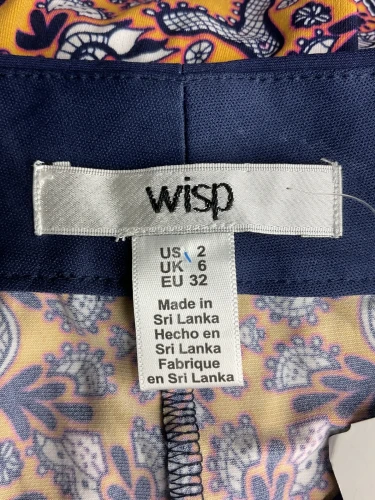 wisp
US 2
UK 6
EU 32
Made in
Sri Lanka
Hecho en
Sri Lanka
Fabrique
en Sri Lanka